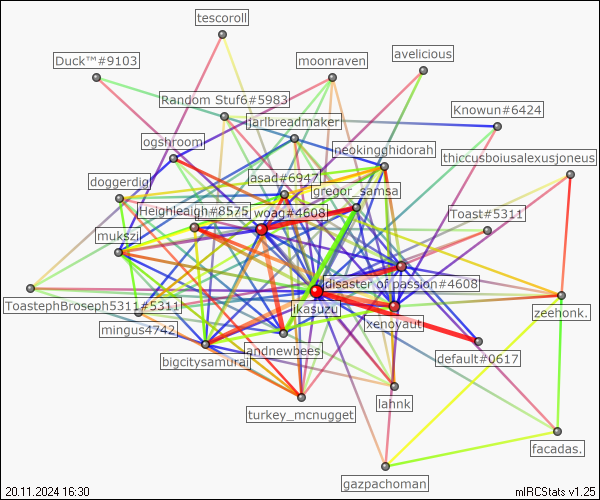 tescoroll
avelicious
Duck™#9103
moonraven
Random Stuf6#5983
Knowun#6424
jarlbreadmaker
ogshroom
neokingghidorah
thiccusboiusalexusjoneus
asad#6947
doggerdig
gregor_samsa
Heighleaigh#8575
woag#4608
Toast#5311
mukszi
disaster of passion#4608
ToastephBroseph5311#5311
ikasuzu
zeehonk.
xenoyaut
mingus4742
andnewbees
default#0617
bigcitysamurai
lahnk
turkey_mcnugget
facadas.
gazpachoman
20.11.2024 16:30
mIRCStats v1.25